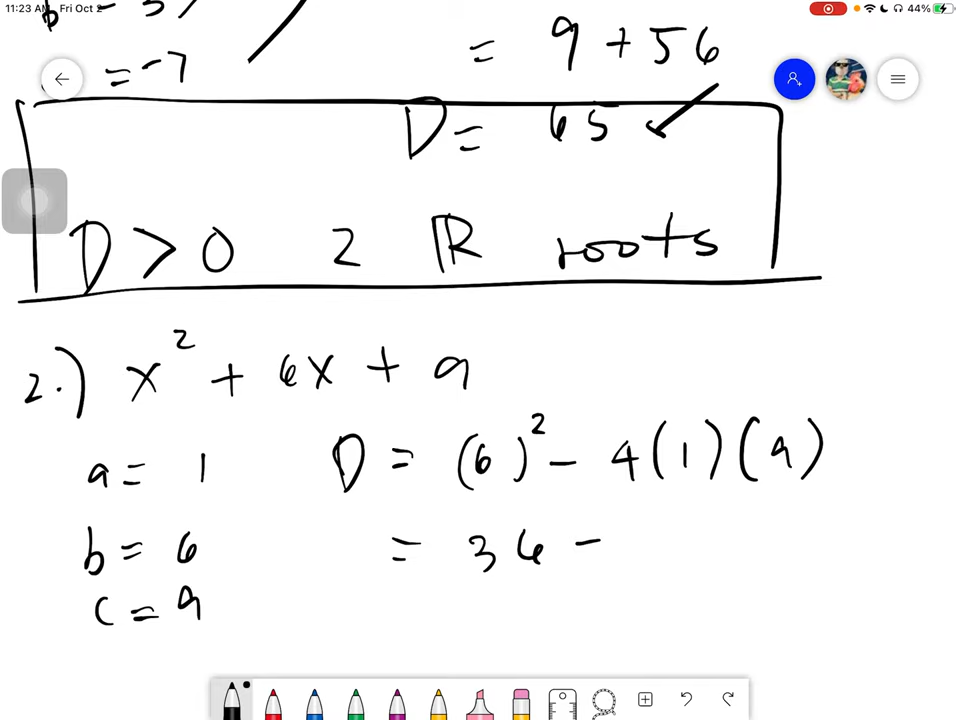 11:23 AM Fri Oct 2
44%
= 9 + 56
= -7
D = 65
D > 0 2 ℝ roots
2.) x² + 6x + 9
a = 1 D = (6)² - 4(1)(9)
b = 6 = 36 -
c = 9